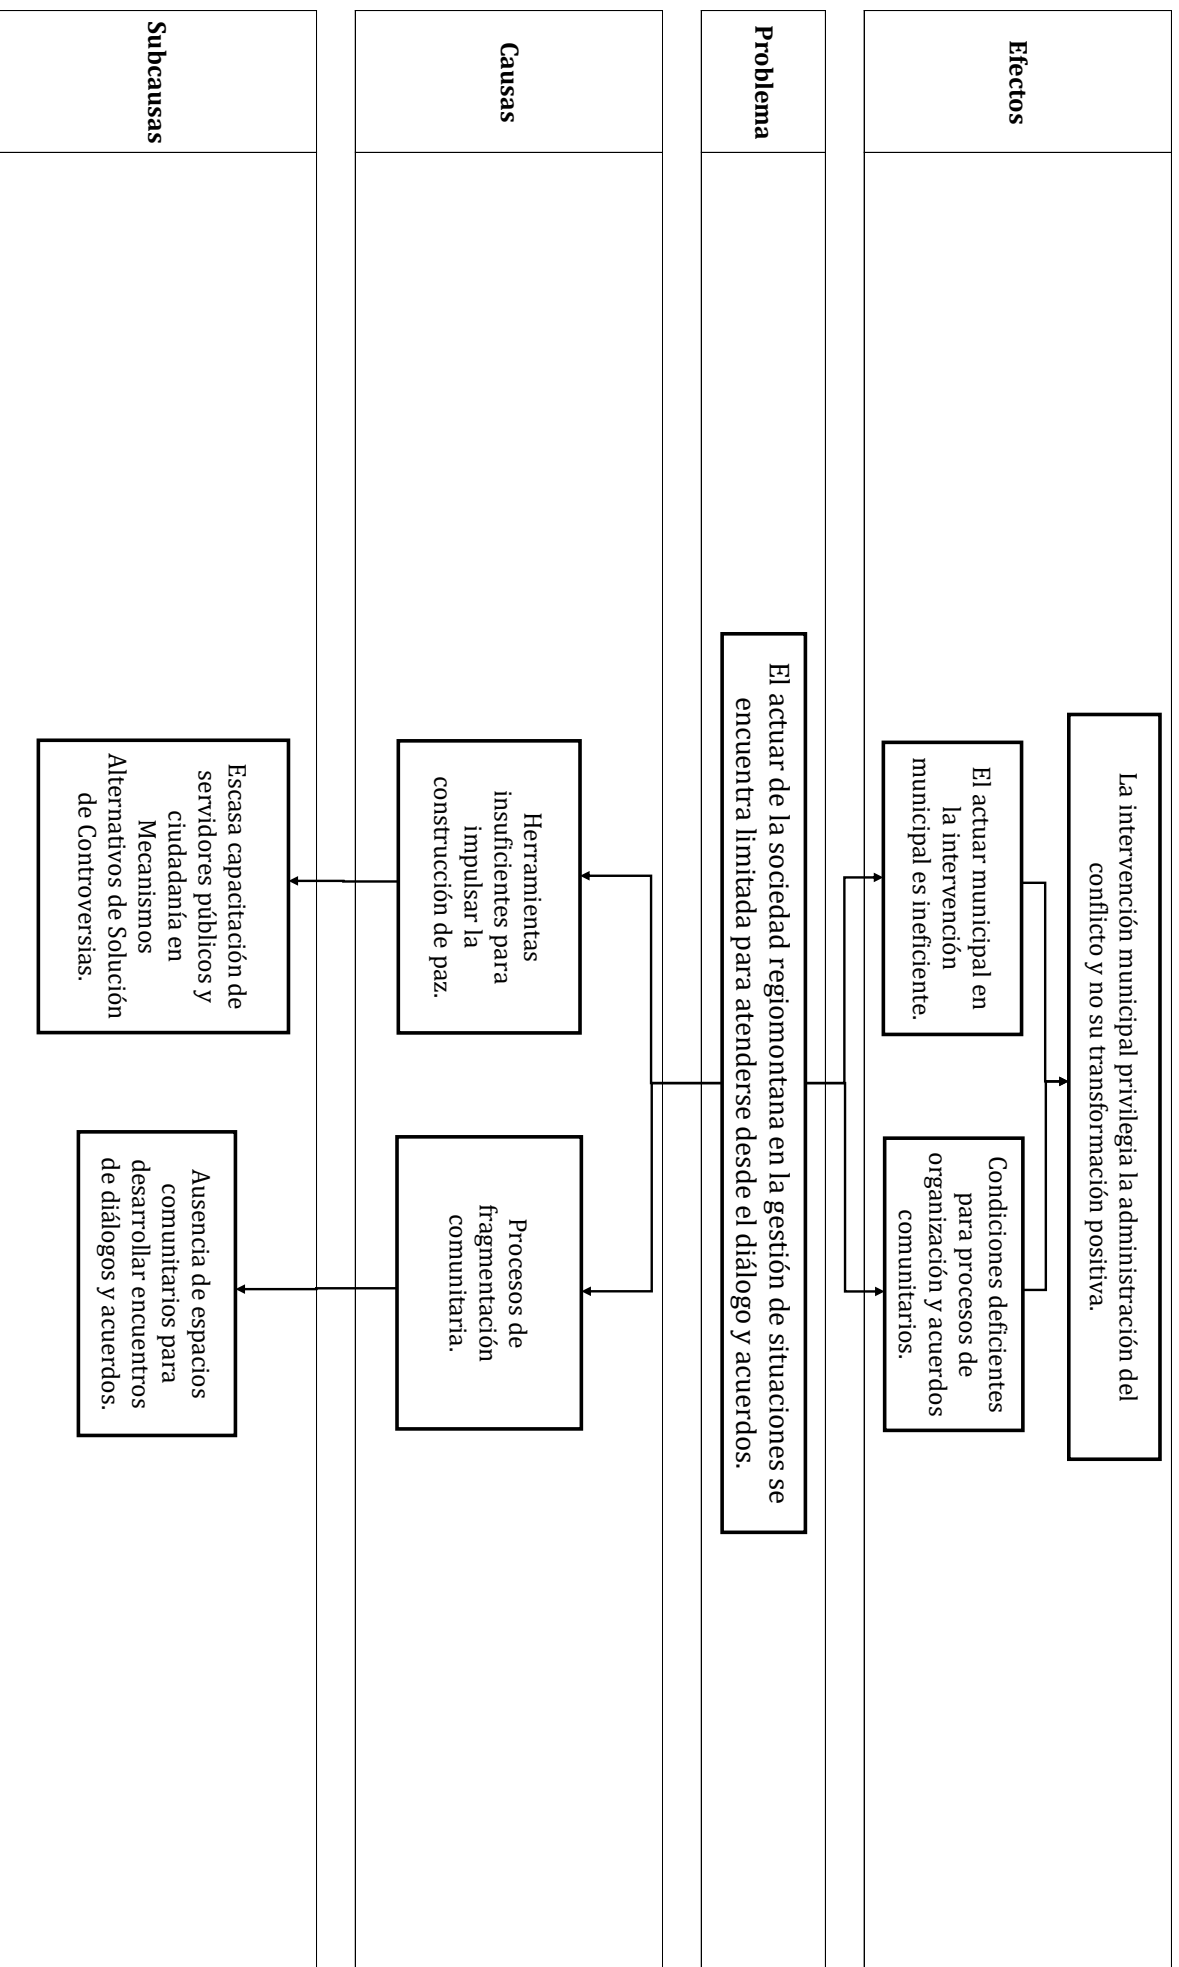 Efectos
La intervención municipal privilegia la administración del
conflicto y no su transformación positiva.
El actuar municipal en
la intervención
municipal es ineficiente.
Condiciones deficientes
para procesos de
organización y acuerdos
comunitarios.
Problema
El actuar de la sociedad regiomontana en la gestión de situaciones se
encuentra limitada para atenderse desde el diálogo y acuerdos.
Causas
Herramientas
insuficientes para
impulsar la
construcción de paz.
Procesos de
fragmentación
comunitaria.
Subcausas
Escasa capacitación de
servidores públicos y
ciudadanía en
Mecanismos
Alternativos de Solución
de Controversias.
Ausencia de espacios
comunitarios para
desarrollar encuentros
de diálogos y acuerdos.